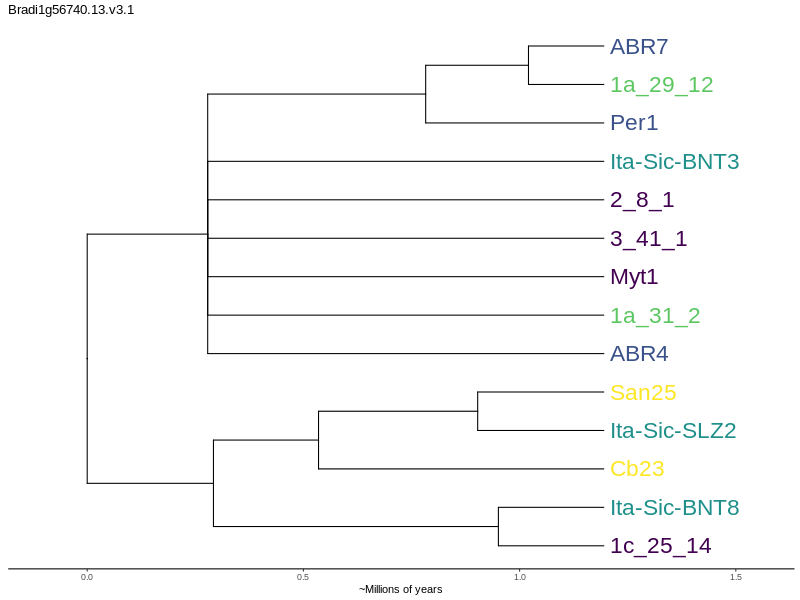 Bradi1g56740.13.v3.1
ABR7
1a_29_12
Per1
Ita-Sic-BNT3
2_8_1
3_41_1
Myt1
1a_31_2
ABR4
San25
Ita-Sic-SLZ2
Cb23
Ita-Sic-BNT8
1c_25_14
0.0 0.5 1.0 1.5
~Millions of years